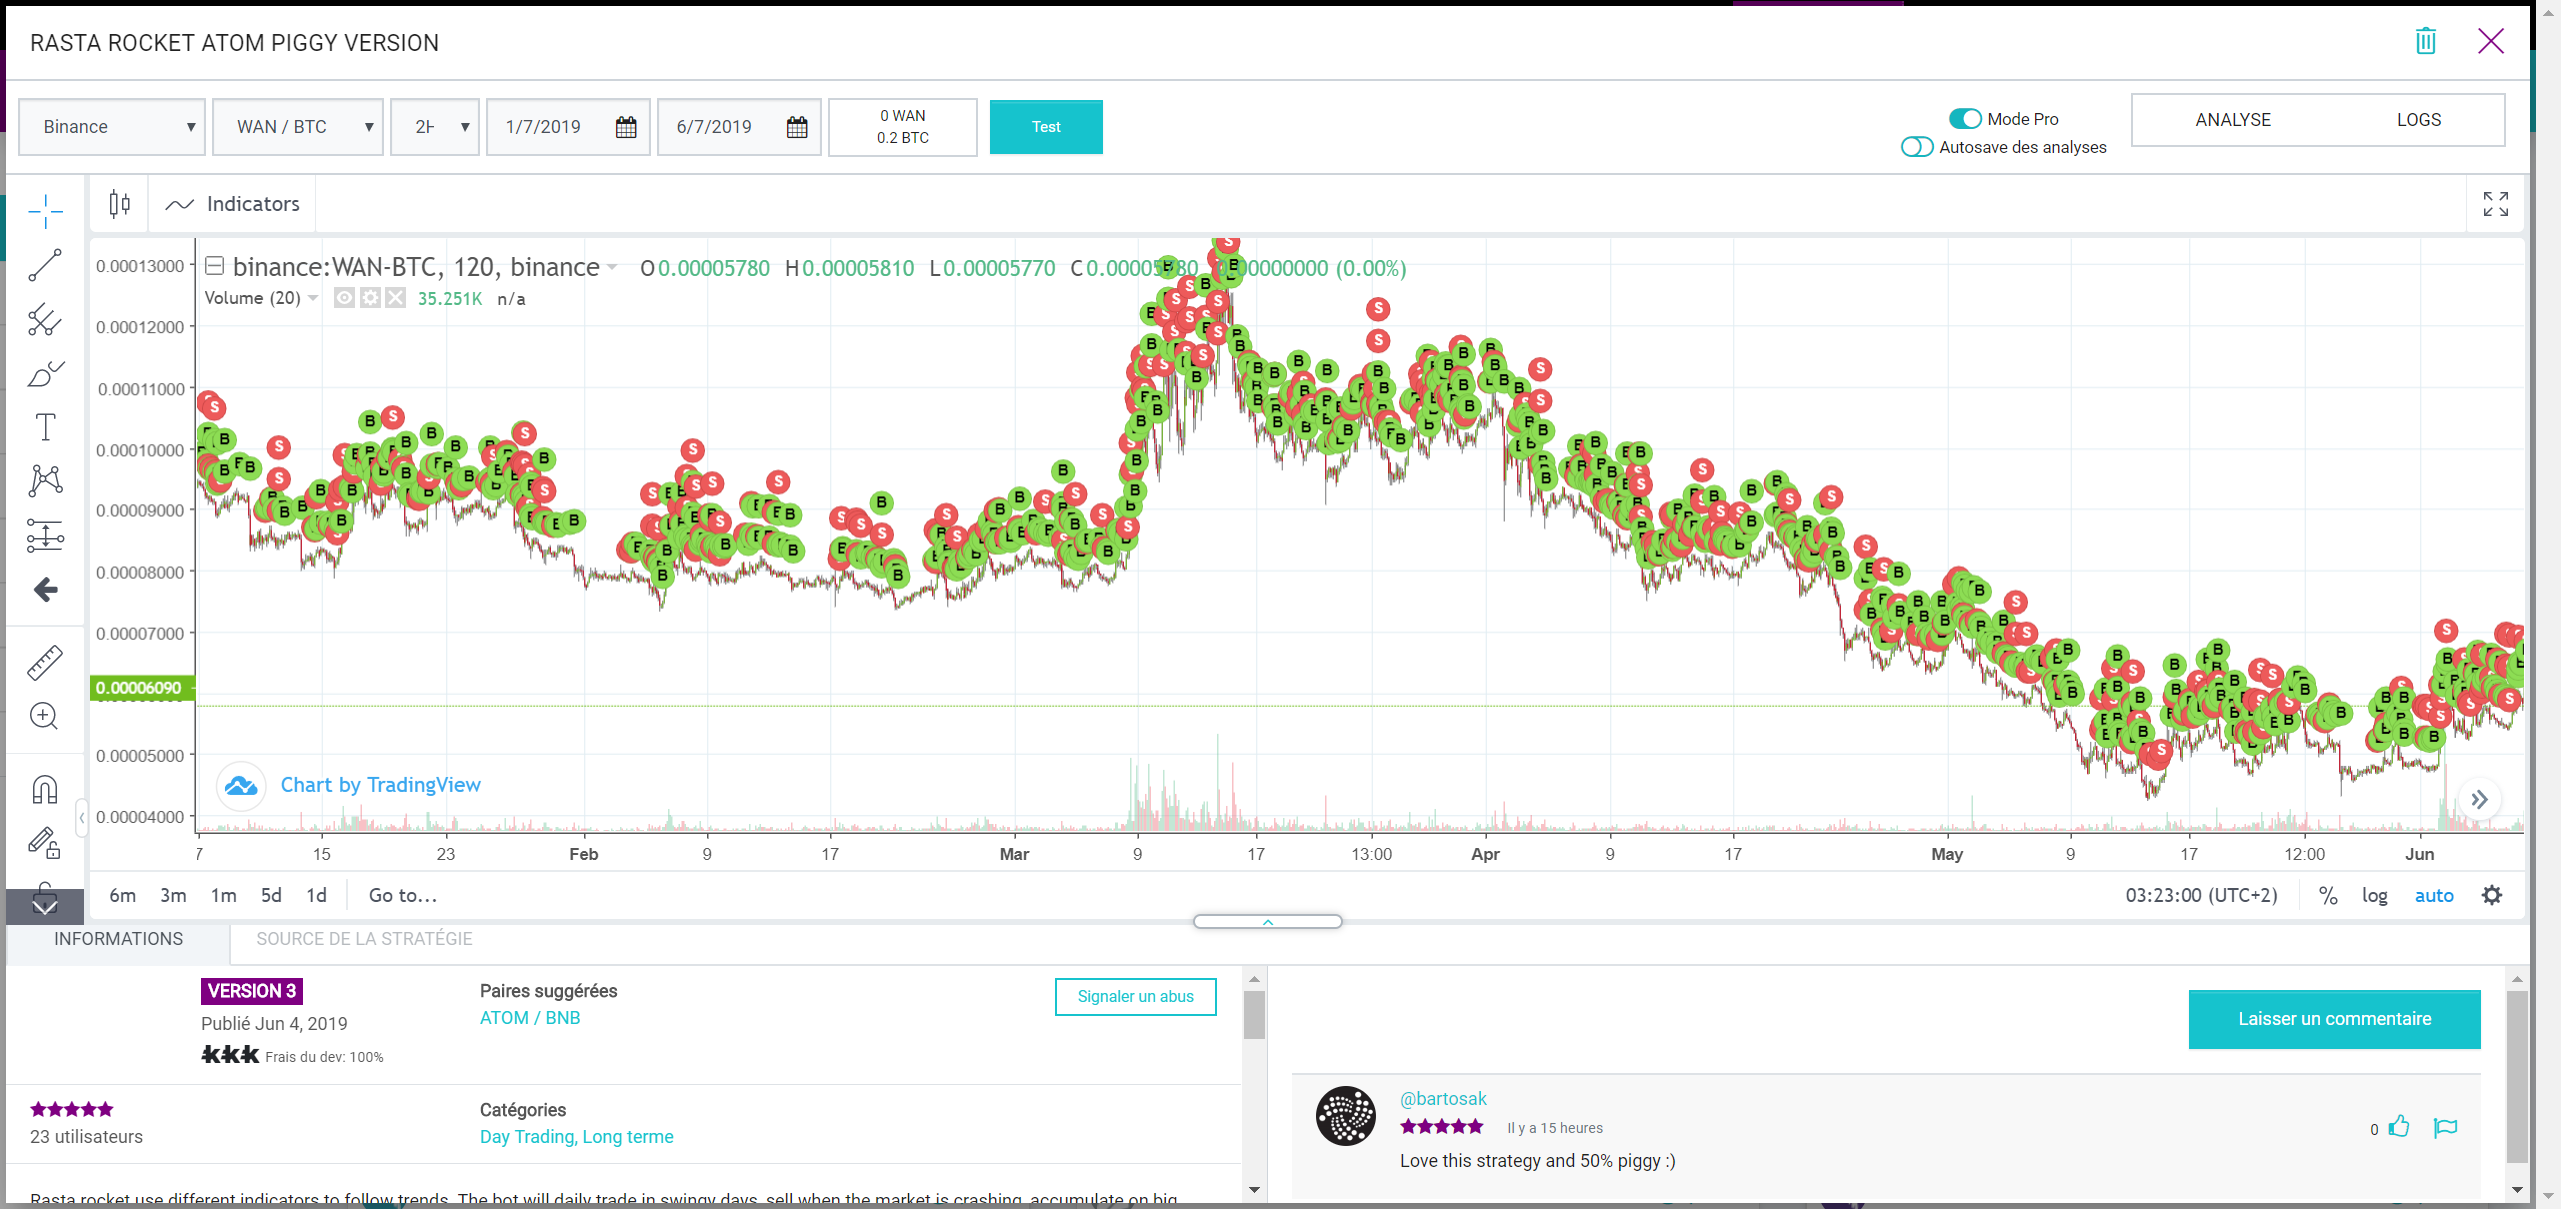 RASTA ROCKET ATOM PIGGY VERSION
Binance
WAN / BTC
2H
1/7/2019
6/7/2019
0 WAN
0.2 BTC
Test
Mode Pro
Autosave des analyses
ANALYSE
LOGS
Indicators
binance:WAN-BTC, 120, binance
O0.00005780 H0.00005810 L0.00005770 C0.00005780 0.00000000 (0.00%)
Volume (20)
35.251K n/a
0.00013000
0.00012000
0.00011000
0.00010000
0.00009000
0.00008000
0.00007000
0.00006090
0.00005000
0.00004000
Chart by TradingView
7 15 23 Feb 9 17 Mar 9 17 13:00 Apr 9 17 May 9 17 12:00 Jun
6m 3m 1m 5d 1d Go to...
03:23:00 (UTC+2) % log auto
INFORMATIONS
SOURCE DE LA STRATÉGIE
VERSION 3
Publié Jun 4, 2019
Frais du dev: 100%
Paires suggérées
ATOM / BNB
Signaler un abus
23 utilisateurs
Catégories
Day Trading, Long terme
Rasta rocket use different indicators to follow trends. The bot will daily trade in swingy days, sell when the market is crashing, accumulate on big
Laisser un commentaire
@bartosak
Il y a 15 heures
0
Love this strategy and 50% piggy :)